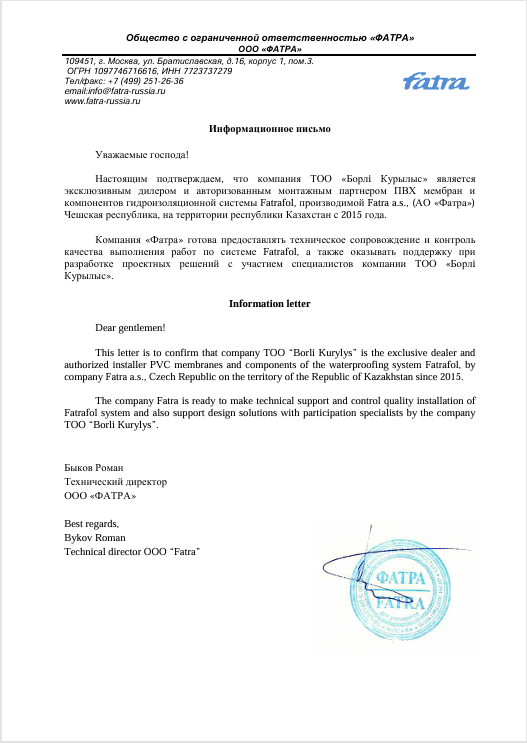 Общество с ограниченной ответственностью «ФАТРА»
ООО «ФАТРА»
109451, г. Москва, ул. Братиславская, д.16, корпус 1, пом.3.
ОГРН 1097746716616, ИНН 7723737279
Тел/факс: +7 (499) 251-26-36
email:info@fatra-russia.ru
www.fatra-russia.ru
fatra
Информационное письмо
Уважаемые господа!
Настоящим подтверждаем, что компания ТОО «Борлі Курылыс» является
эксклюзивным дилером и авторизованным монтажным партнером ПВХ мембран и
компонентов гидроизоляционной системы Fatrafol, производимой Fatra a.s., (АО «Фатра»)
Чешская республика, на территории республики Казахстан с 2015 года.
Компания «Фатра» готова предоставлять техническое сопровождение и контроль
качества выполнения работ по системе Fatrafol, а также оказывать поддержку при
разработке проектных решений с участием специалистов компании ТОО «Борлі
Курылыс».
Information letter
Dear gentlemen!
This letter is to confirm that company TOO “Borli Kurylys” is the exclusive dealer and
authorized installer PVC membranes and components of the waterproofing system Fatrafol, by
company Fatra a.s., Czech Republic on the territory of the Republic of Kazakhstan since 2015.
The company Fatra is ready to make technical support and control quality installation of
Fatrafol system and also support design solutions with participation specialists by the company
TOO “Borli Kurylys”.
Быков Роман
Технический директор
ООО «ФАТРА»
Best regards,
Bykov Roman
Technical director OOO “Fatra”
ФАТРА
FATRA
МОСКВА